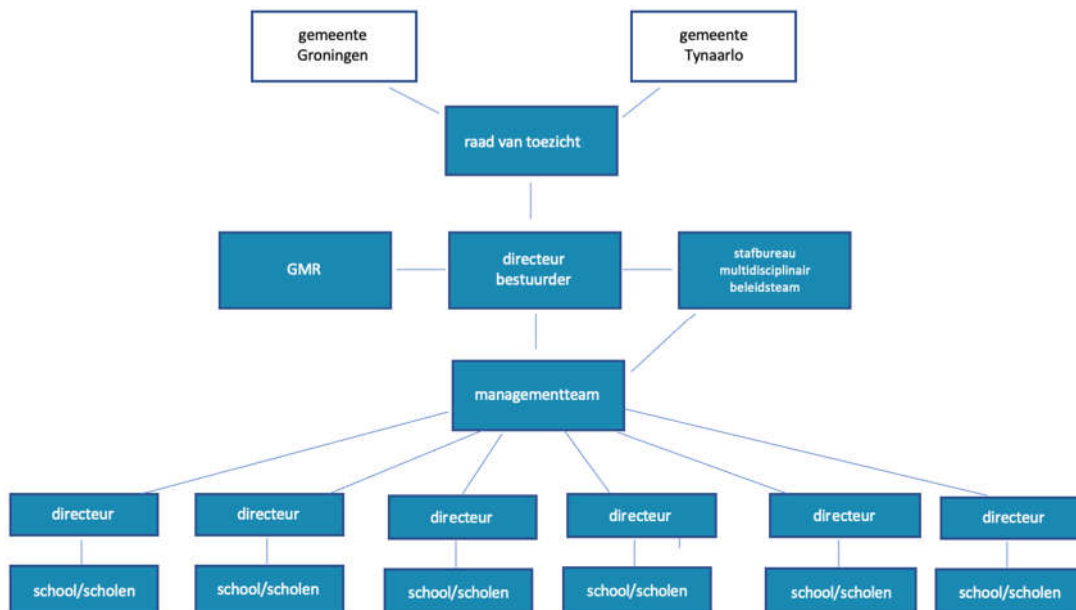 gemeente
Groningen
gemeente
Tynaarlo
raad van toezicht
GMR
directeur
bestuurder
stafbureau
multidisciplinair
beleidsteam
managementteam
directeur
directeur
directeur
directeur
directeur
directeur
school/scholen
school/scholen
school/scholen
school/scholen
school/scholen
school/scholen